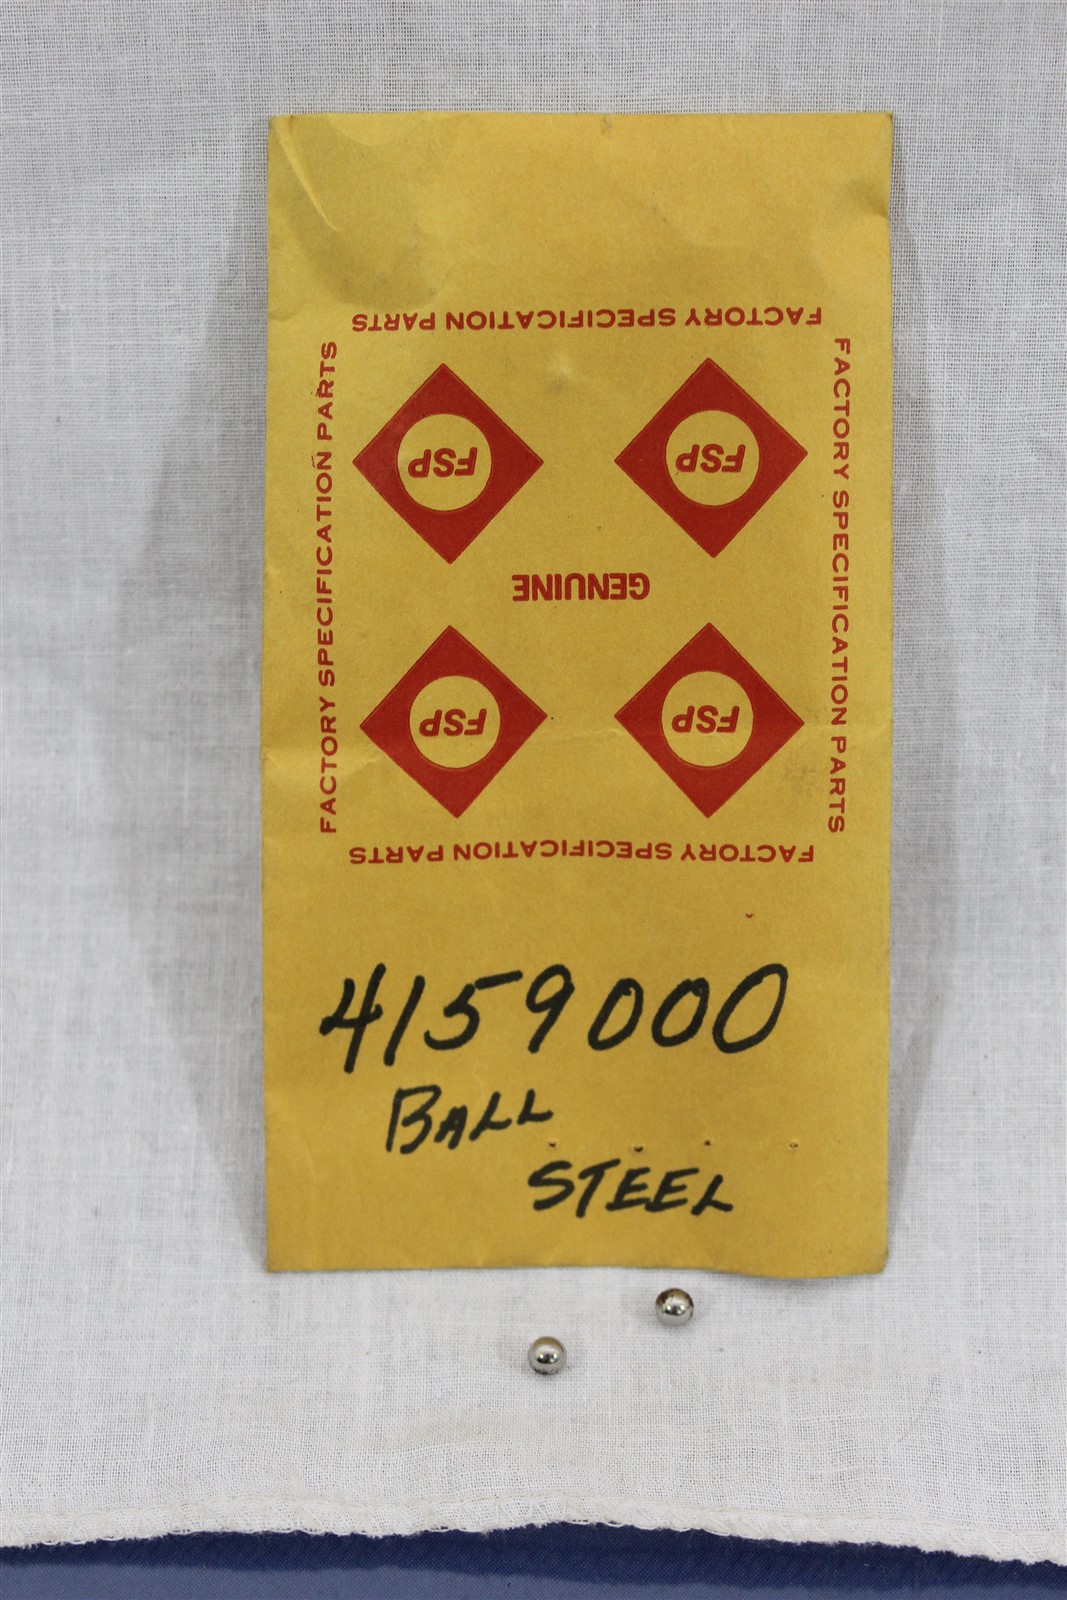 FACTORY SPECIFICATION PARTS
FACTORY SPECIFICATION PARTS
FACTORY SPECIFICATION PARTS
FSP
FSP
GENUINE
FSP
FSP
FACTORY SPECIFICATION PARTS
4159000
BALL
STEEL